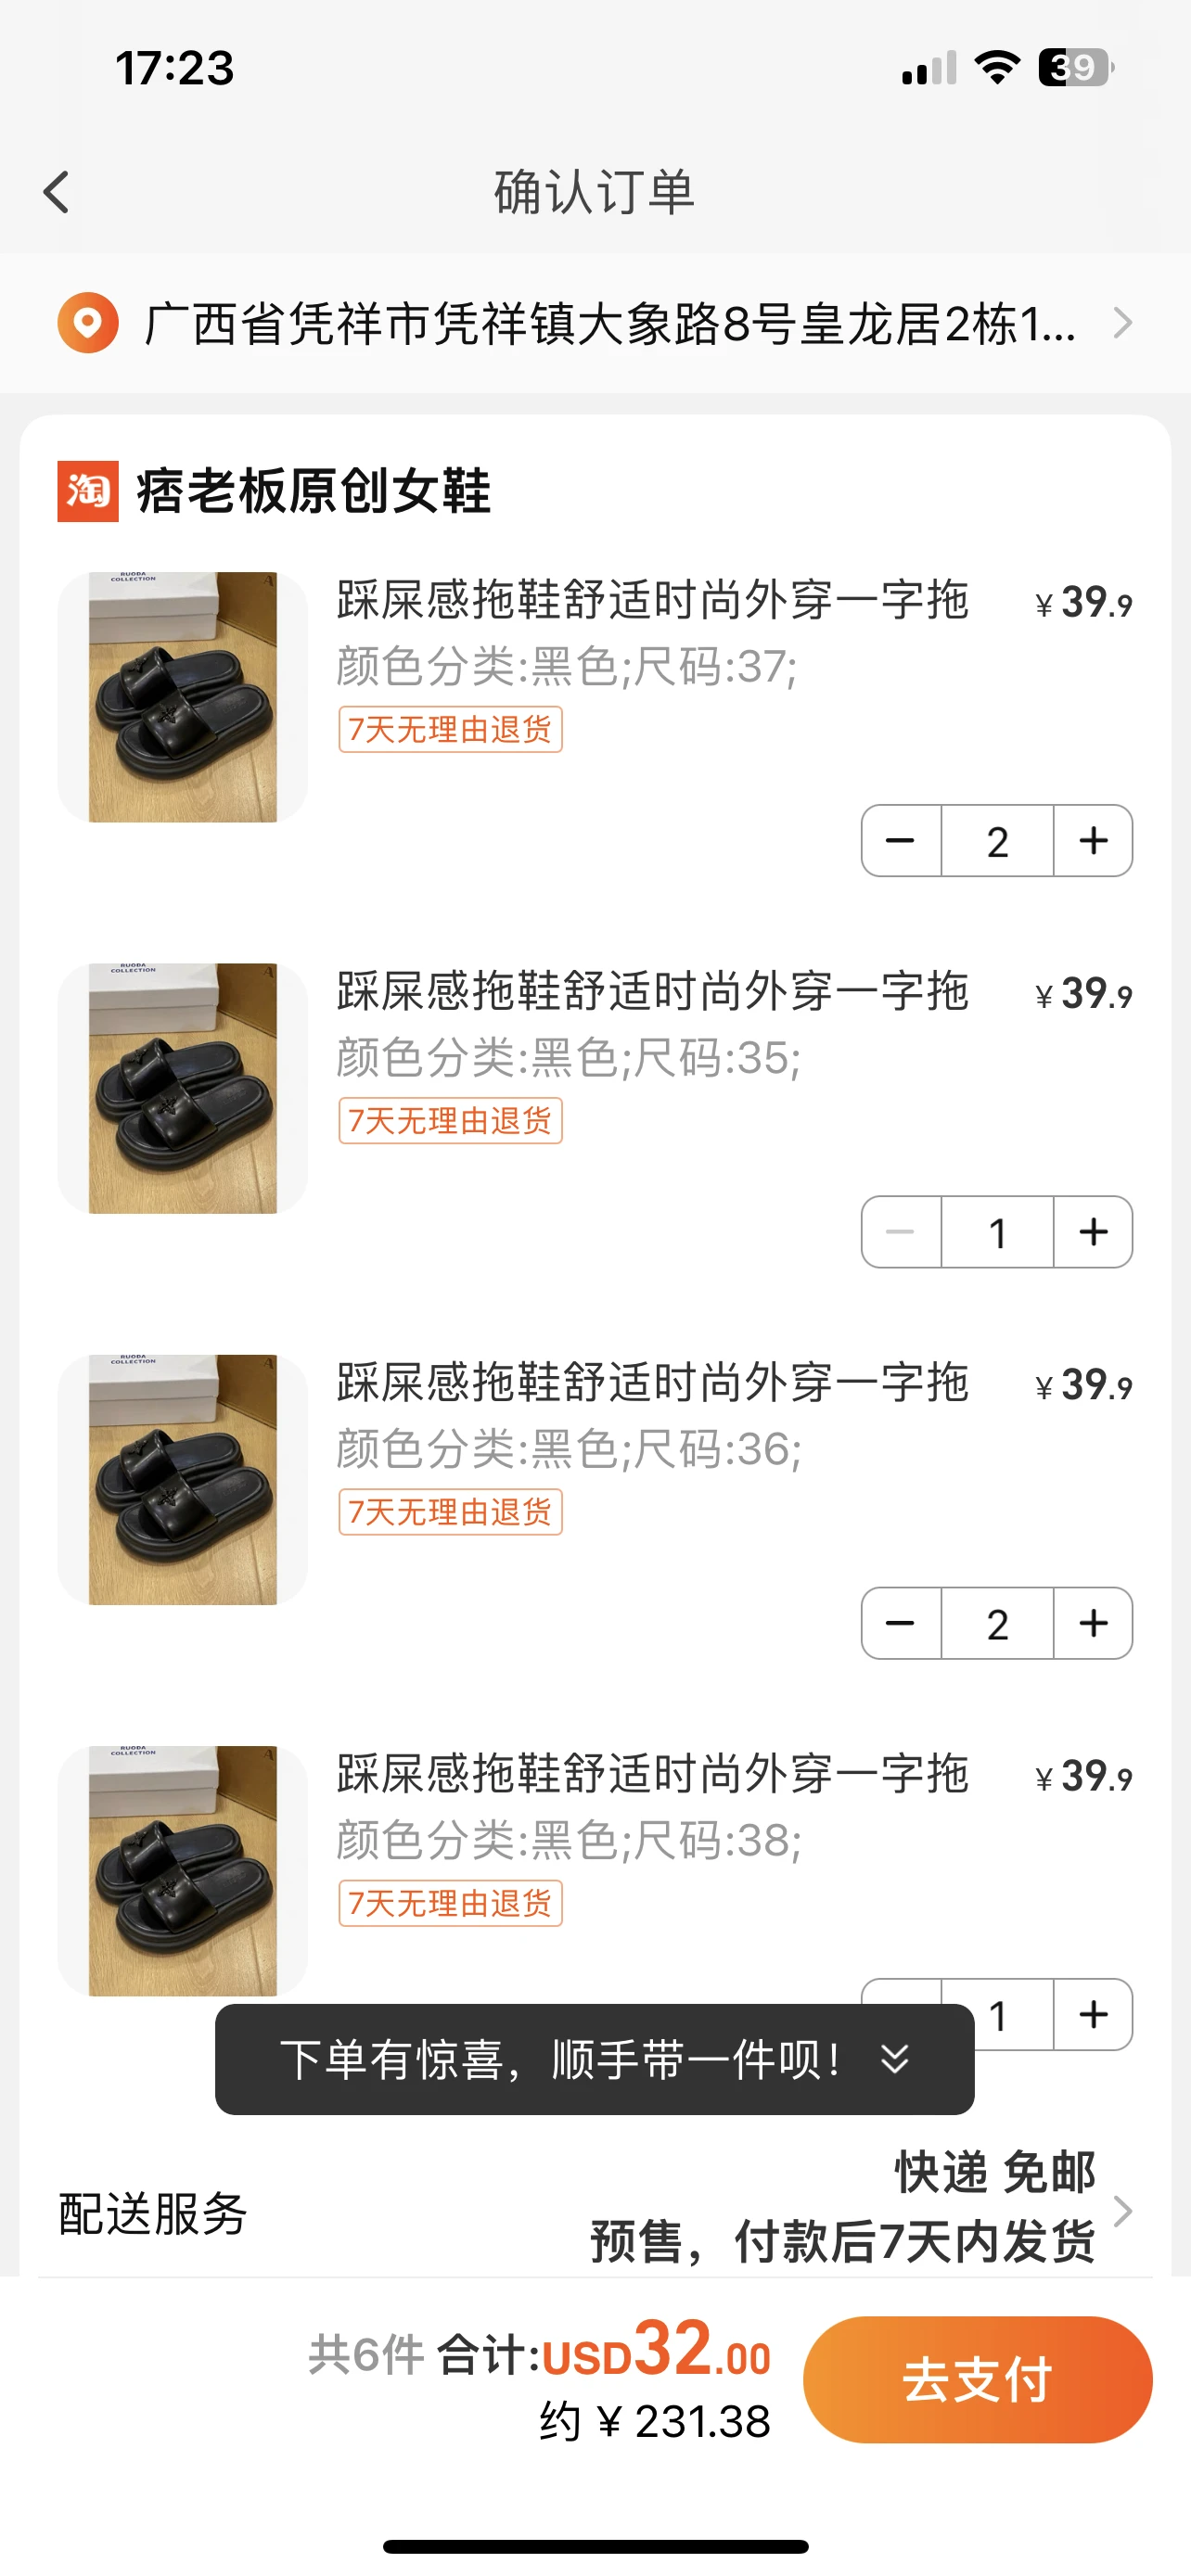 17:23
39
确认订单
广西省凭祥市凭祥镇大象路8号皇龙居2栋1...
淘 痞老板原创女鞋
RUODA
COLLECTION
踩屎感拖鞋舒适时尚外穿一字拖 ¥39.9
颜色分类:黑色;尺码:37;
7天无理由退货
2
RUODA
COLLECTION
踩屎感拖鞋舒适时尚外穿一字拖 ¥39.9
颜色分类:黑色;尺码:35;
7天无理由退货
1
RUODA
COLLECTION
踩屎感拖鞋舒适时尚外穿一字拖 ¥39.9
颜色分类:黑色;尺码:36;
7天无理由退货
2
RUODA
COLLECTION
踩屎感拖鞋舒适时尚外穿一字拖 ¥39.9
颜色分类:黑色;尺码:38;
7天无理由退货
1
下单有惊喜，顺手带一件呗！
配送服务
快递 免邮
预售，付款后7天内发货
共6件 合计:USD32.00
约 ¥231.38
去支付